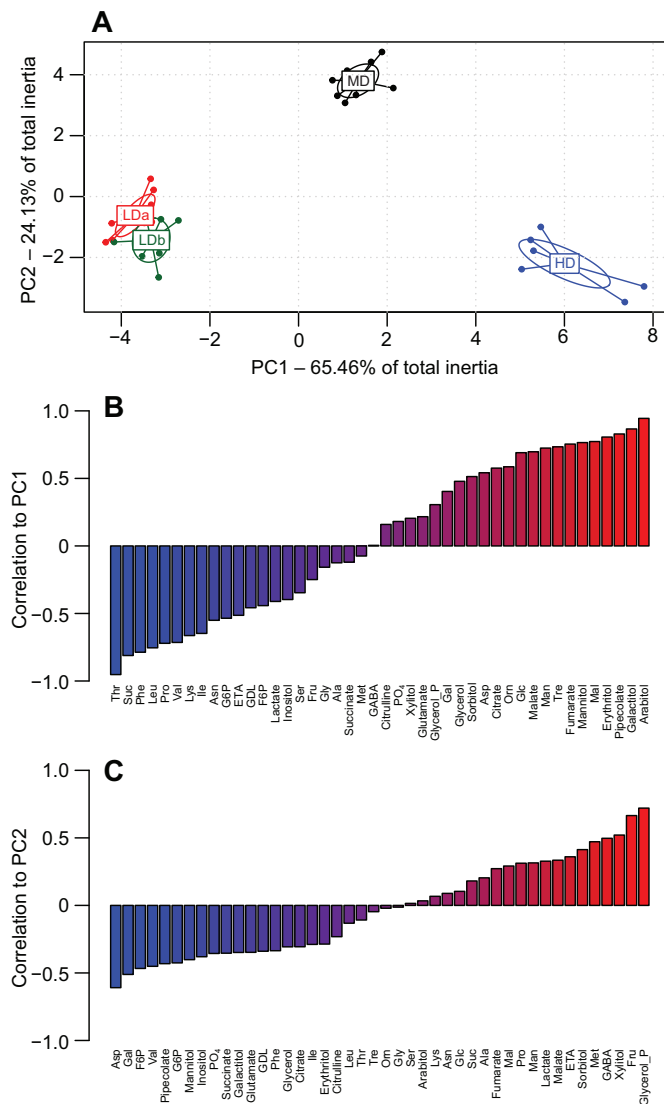 A
PC2 – 24.13% of total inertia
4
2
0
−2
MD
LDa
LDb
HD
−4 −2 0 2 4 6 8
PC1 – 65.46% of total inertia
B
Correlation to PC1
1.0
0.5
0
−0.5
−1.0
Thr Suc Phe Leu Pro Val Lys Ile Asn G6P ETA GDL F6P Lactate Inositol Ser Fru Gly Ala Succinate Met GABA Citrulline PO₄ Xylitol Glutamate Glycerol_P Gal Glycerol Sorbitol Asp Citrate Orn Glc Malate Man Tre Fumarate Mannitol Mal Erythritol Pipecolate Galactitol Arabitol
C
Correlation to PC2
1.0
0.5
0
−0.5
−1.0
Asp Gal F6P Val Pipecolate G6P Mannitol Inositol PO₄ Succinate Galactitol Glutamate GDL Phe Glycerol Citrate Ile Erythritol Citrulline Leu Thr Tre Orn Gly Ser Arabitol Lys Asn Glc Suc Ala Fumarate Mal Pro Man Lactate Malate ETA Sorbitol Met GABA Xylitol Fru Glycerol_P